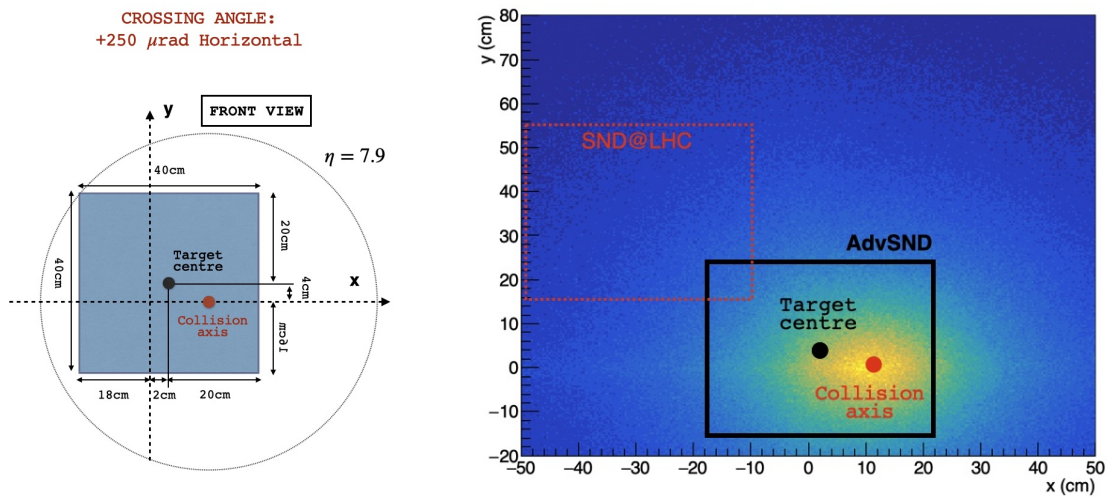 CROSSING ANGLE:
+250 μrad Horizontal
y
FRONT VIEW
η = 7.9
40cm
20cm
40cm
Target
centre
4cm
x
Collision
axis
16cm
18cm
2cm
20cm
y (cm)
80
70
60
50
40
30
20
10
0
−10
−20
SND@LHC
AdvSND
Target
centre
Collision
axis
−50 −40 −30 −20 −10 0 10 20 30 40 50
x (cm)